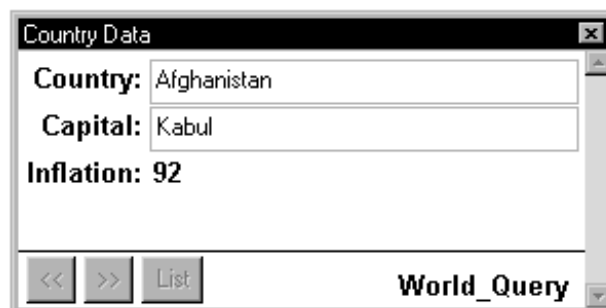 Country Data
Country: Afghanistan
Capital: Kabul
Inflation: 92
<< >> List World_Query